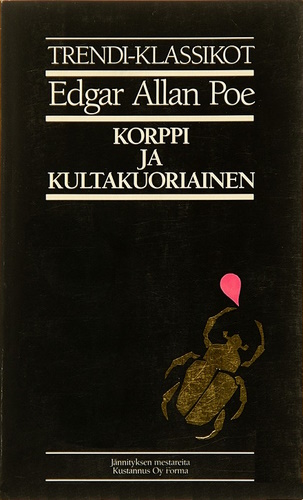 TRENDI-KLASSIKOT
Edgar Allan Poe
KORPPI
JA
KULTAKUORIAINEN
Jännityksen mestareita
Kustannus Oy Forma